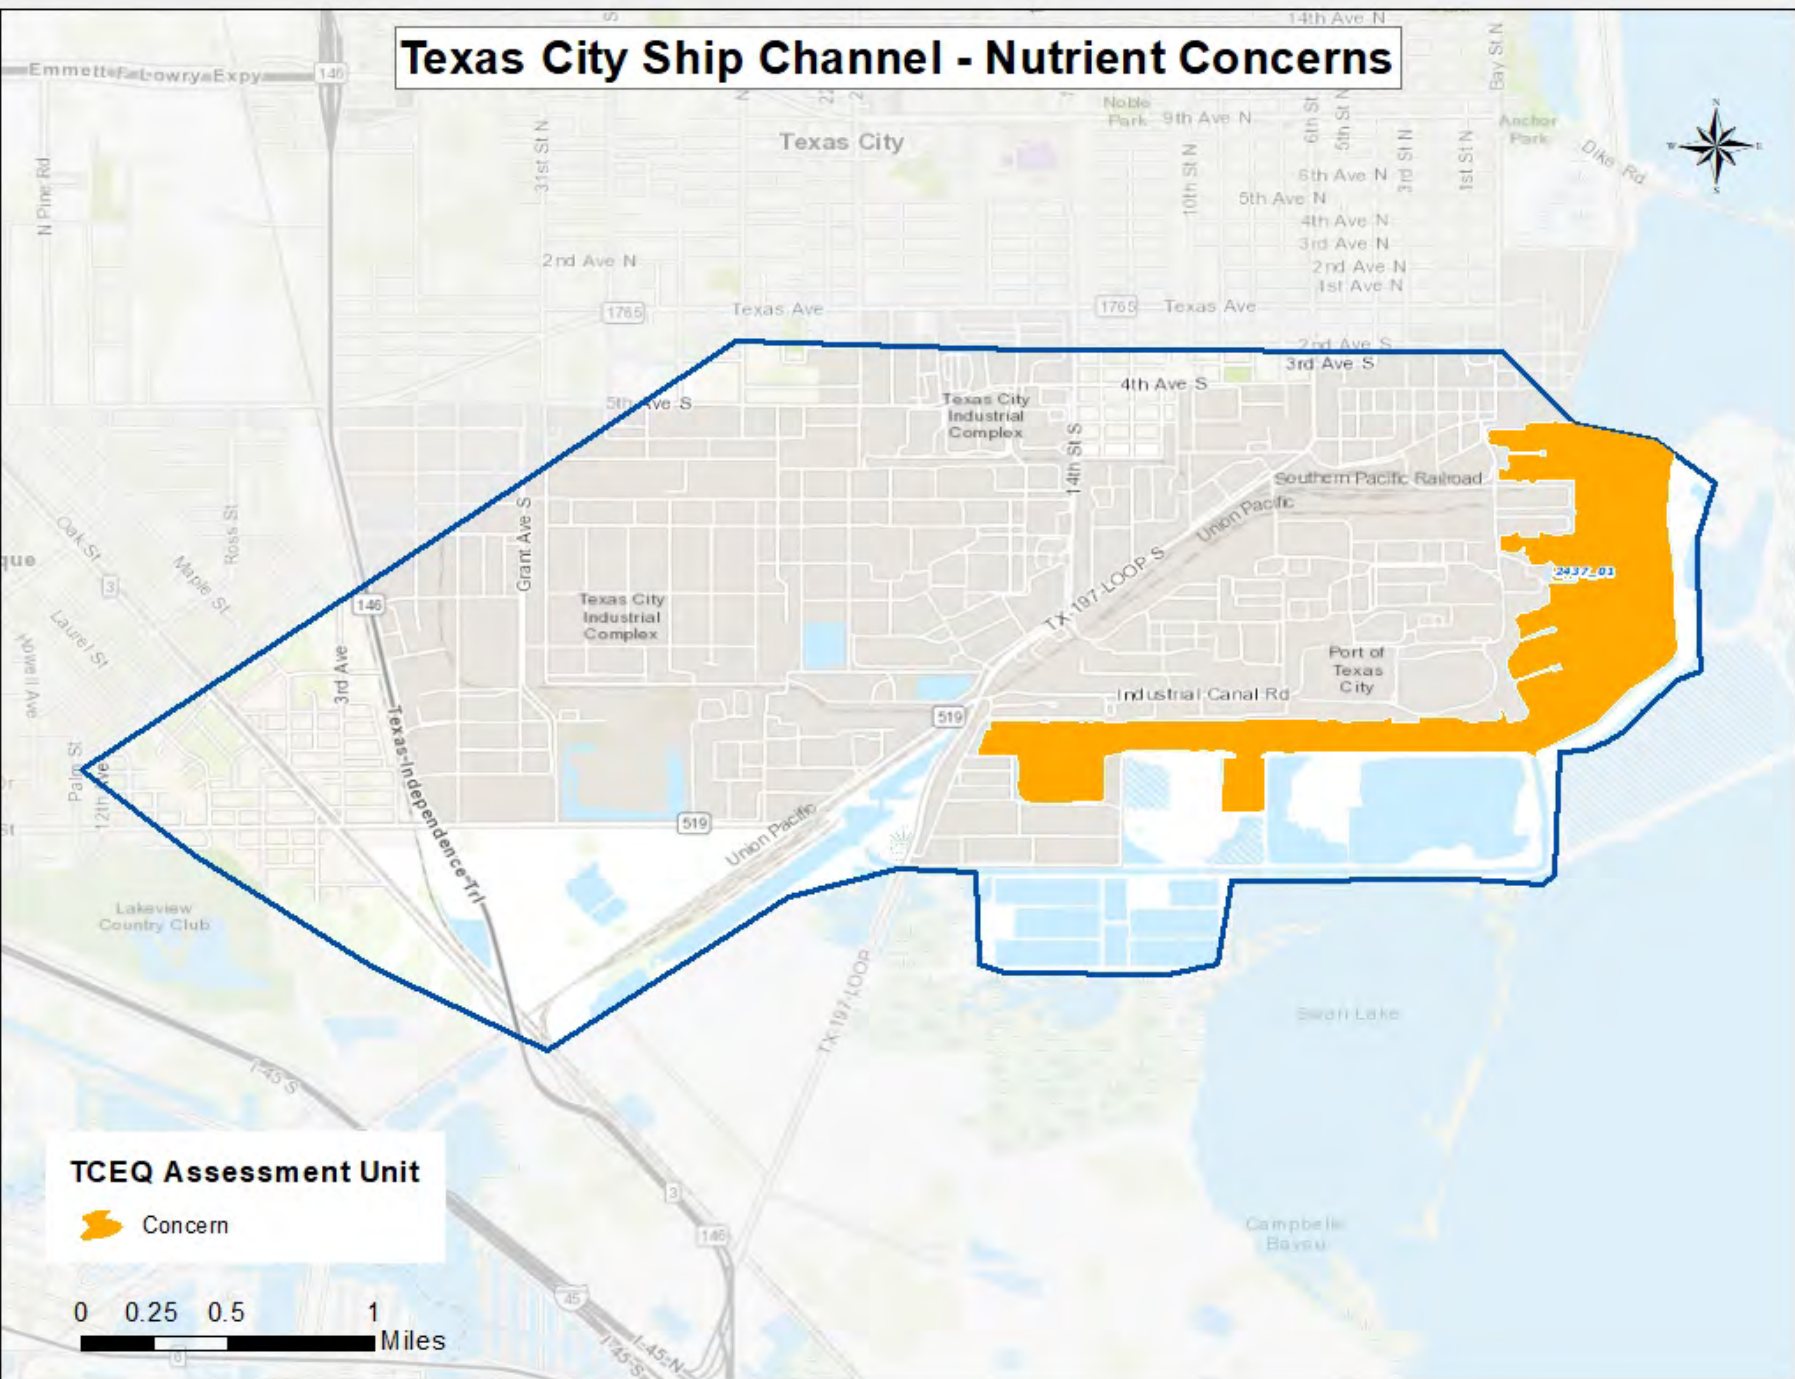 14th Ave N
Texas City Ship Channel - Nutrient Concerns
Emmett F Lowry Expy
146
Bay St N
N
W
E
S
Noble
Park
9th Ave N
6th St
5th St N
Anchor
Park
Dike Rd
Texas City
31st St N
N Pine Rd
10th St N
3rd St N
1st St N
6th Ave N
5th Ave N
4th Ave N
3rd Ave N
2nd Ave N
2nd Ave N
1st Ave N
1765
Texas Ave
1765
Texas Ave
2nd Ave S
3rd Ave S
4th Ave S
5th Ave S
Texas City
Industrial
Complex
14th St S
Southern Pacific Railroad
Union Pacific
Grant Ave S
Ross St
Oak St
que
3
Maple St
Laurel St
2437_01
TX-197-LOOP S
146
Texas City
Industrial
Complex
3rd Ave
Port of
Texas
City
Industrial Canal Rd
519
Texas-Independence-Trl
Palm St
12th Ave
St
519
Union Pacific
Lakeview
Country Club
TX-197-LOOP
Swan Lake
I-45 S
TCEQ Assessment Unit
Concern
3
146
Campbell
Bayou
45
0 0.25 0.5 1
Miles
I-45-N
I-45-S
6